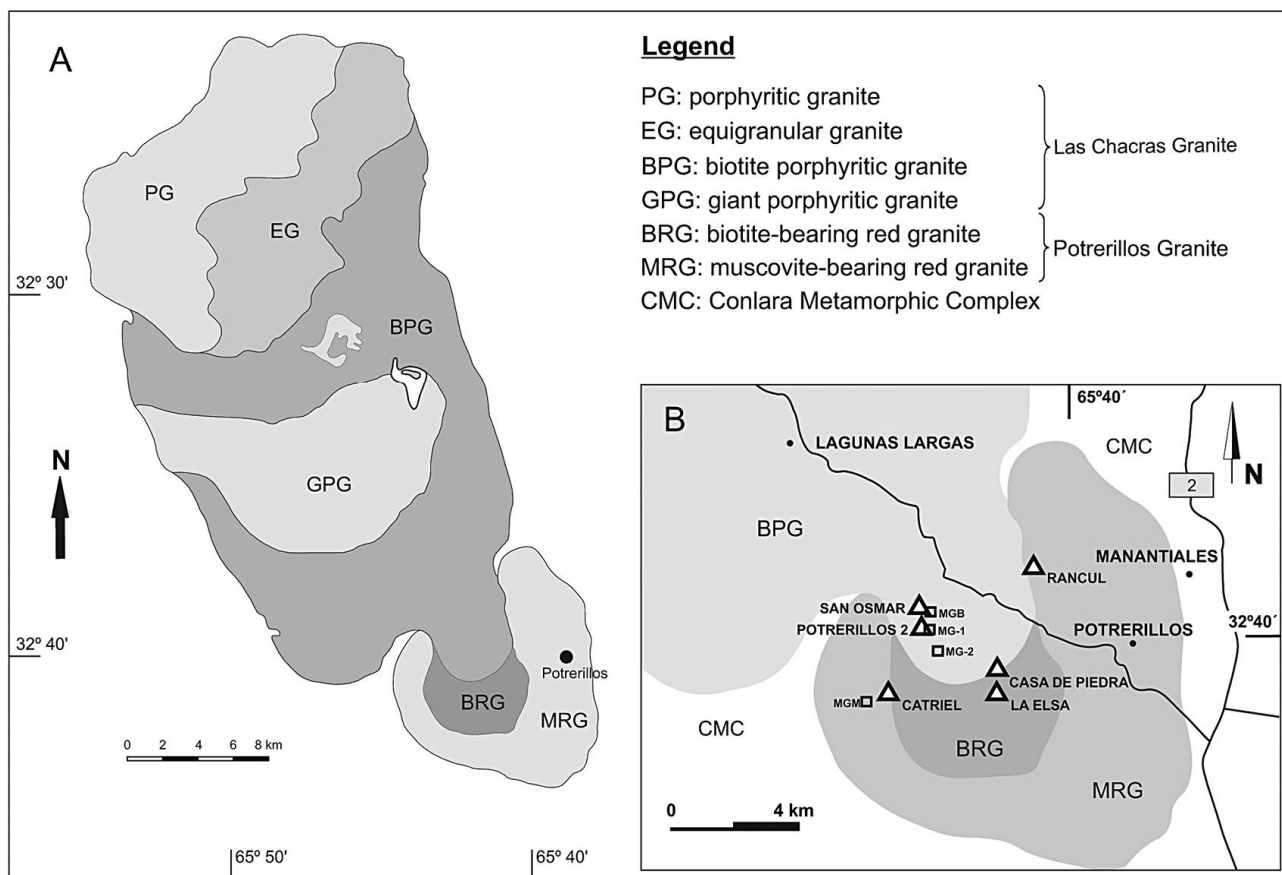 A
PG
EG
32º 30'
BPG
N
GPG
32º 40'
Potrerillos
BRG
MRG
0 2 4 6 8 km
65º 50'
65º 40'
Legend
PG: porphyritic granite
EG: equigranular granite
BPG: biotite porphyritic granite
GPG: giant porphyritic granite
Las Chacras Granite
BRG: biotite-bearing red granite
MRG: muscovite-bearing red granite
Potrerillos Granite
CMC: Conlara Metamorphic Complex
B
65º40´
LAGUNAS LARGAS
CMC
N
2
BPG
MANANTIALES
RANCUL
SAN OSMAR
MGB
POTRERILLOS 2
MG-1
POTRERILLOS
32º40´
MG-2
CASA DE PIEDRA
MGM
CATRIEL
LA ELSA
CMC
BRG
MRG
0 4 km